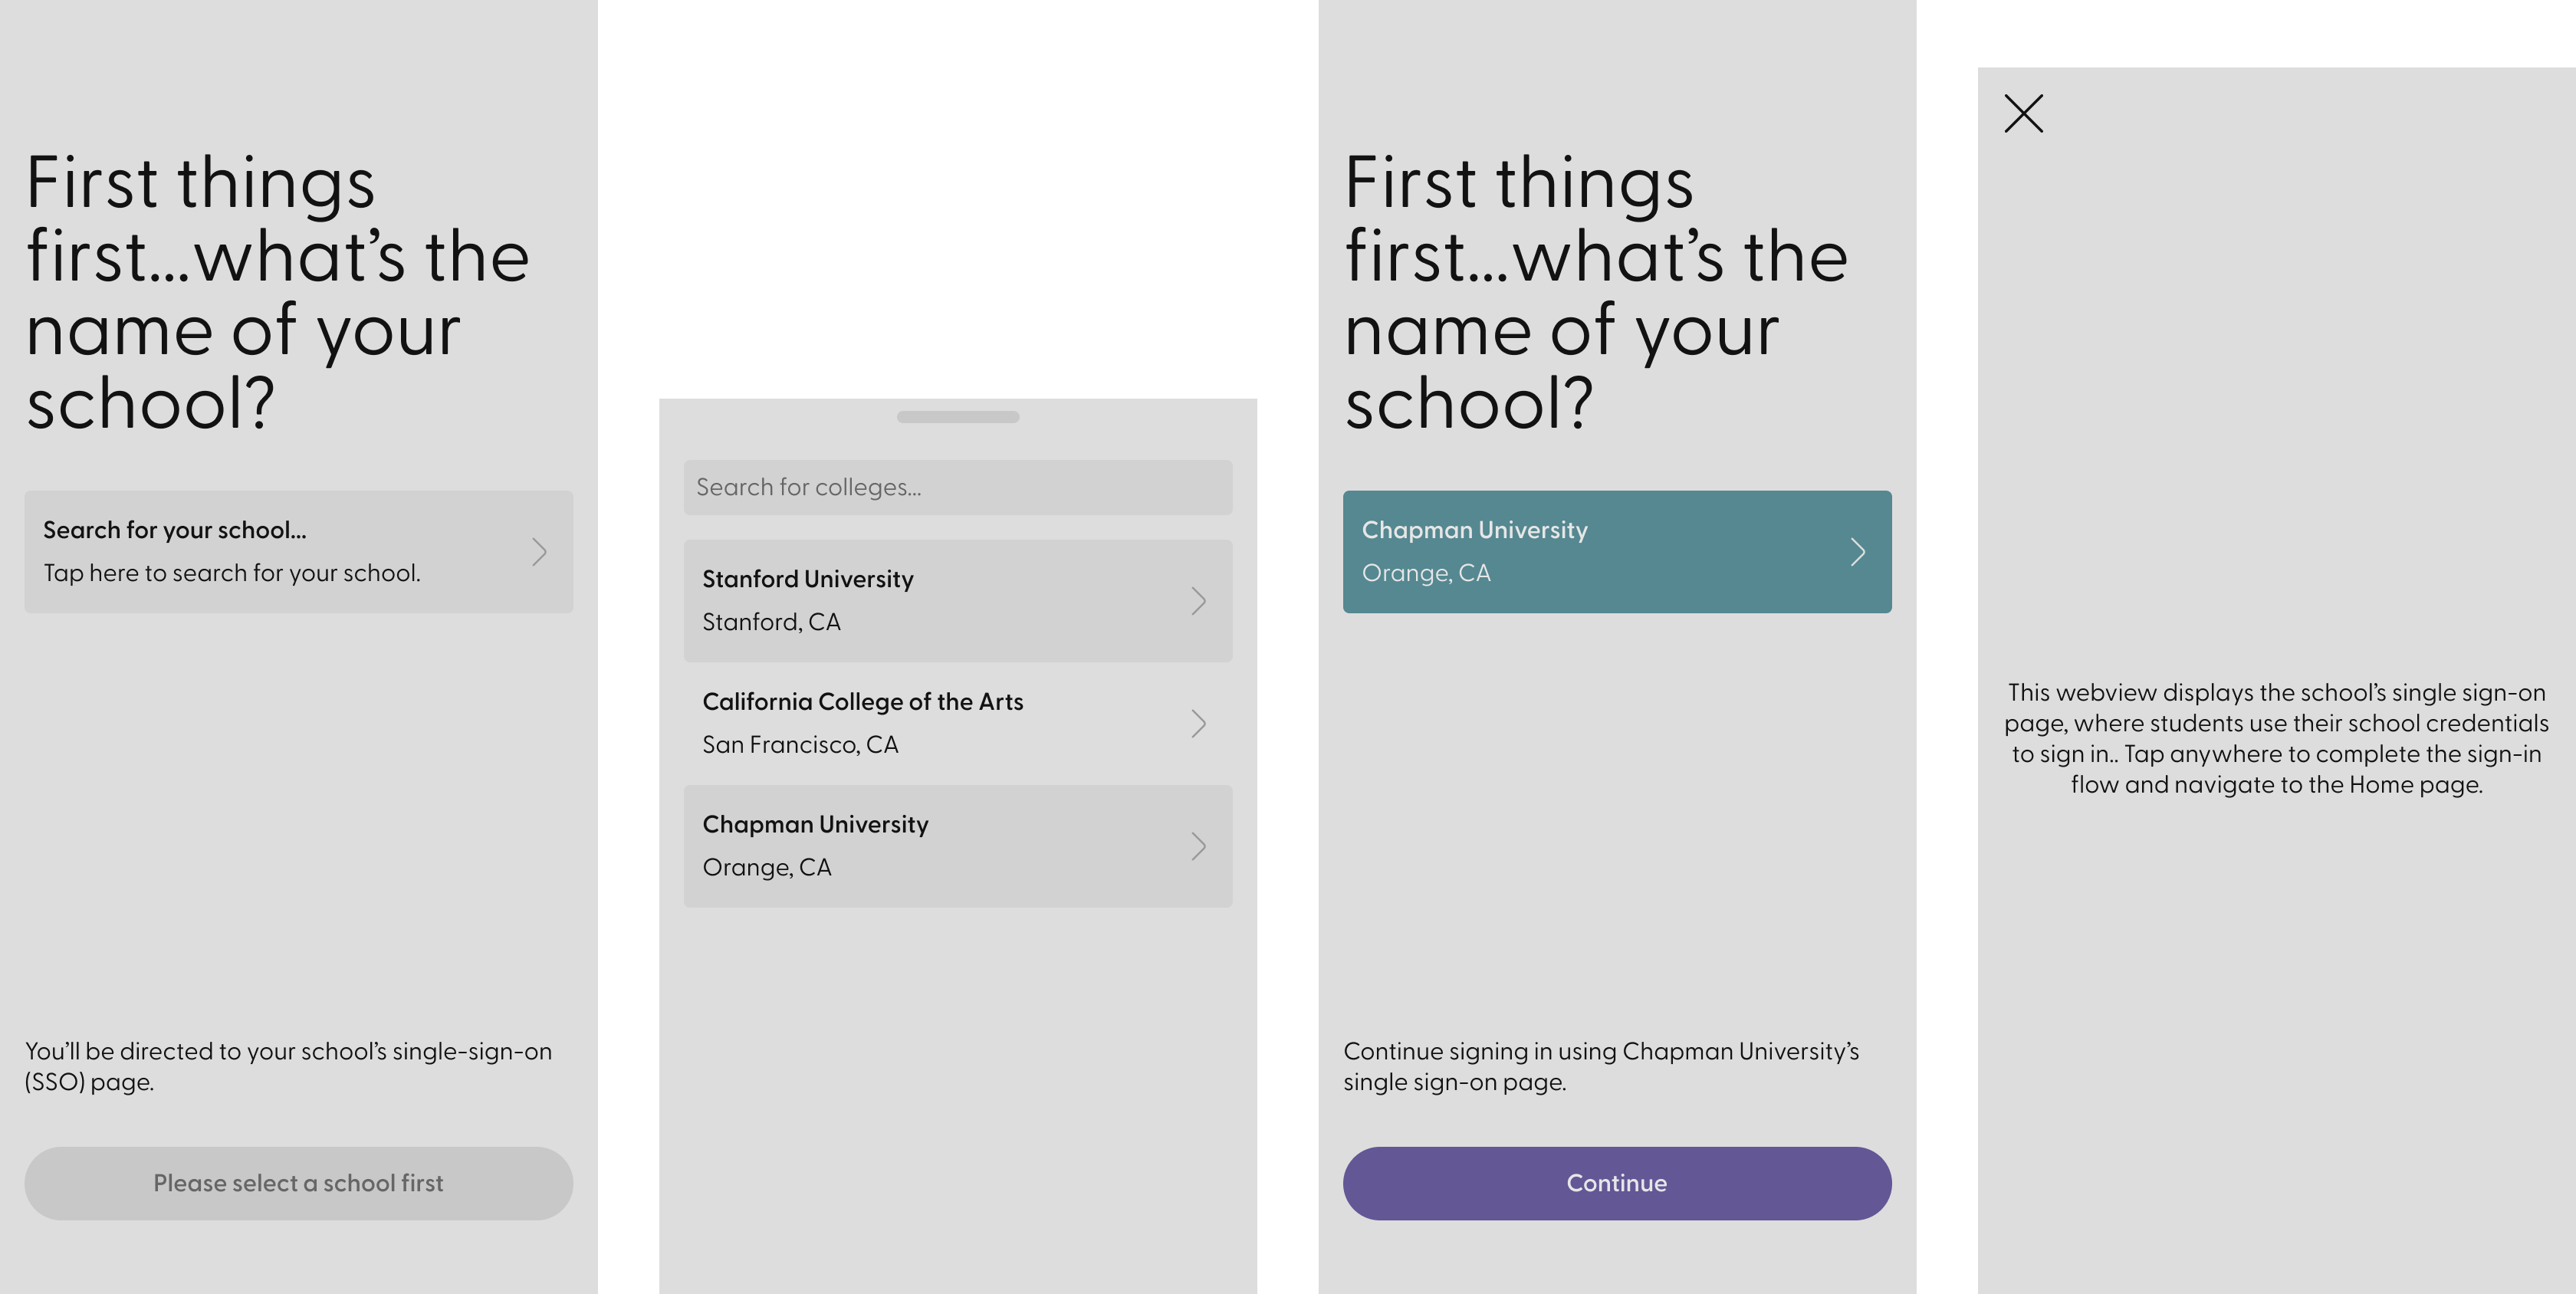 First things
first...what's the
name of your
school?
Search for your school...
Tap here to search for your school.
You'll be directed to your school's single-sign-on
(SSO) page.
Please select a school first
Search for colleges...
Stanford University
Stanford, CA
California College of the Arts
San Francisco, CA
Chapman University
Orange, CA
First things
first...what's the
name of your
school?
Chapman University
Orange, CA
Continue signing in using Chapman University's
single sign-on page.
Continue
This webview displays the school's single sign-on
page, where students use their school credentials
to sign in.. Tap anywhere to complete the sign-in
flow and navigate to the Home page.